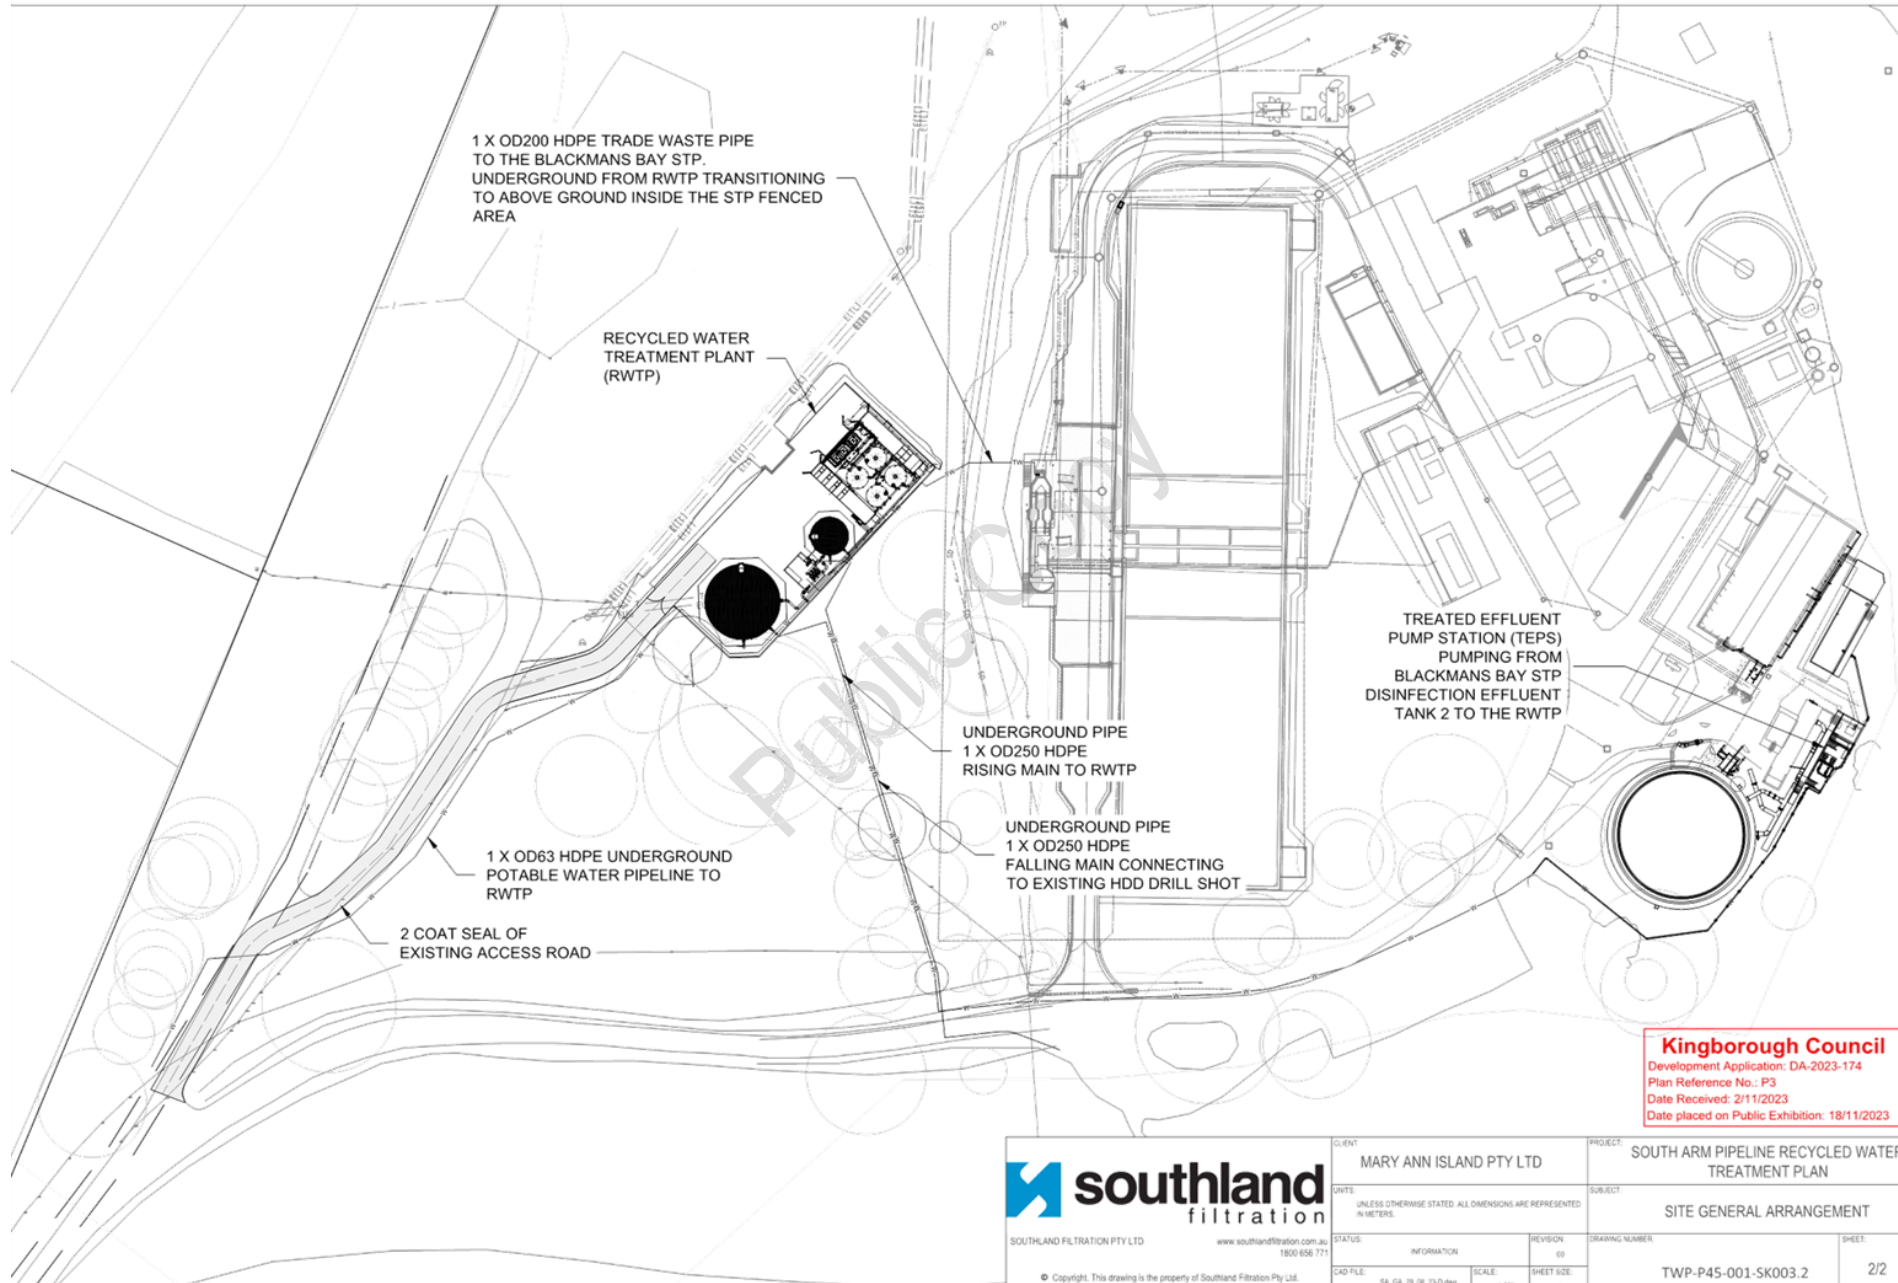 1 X OD200 HDPE TRADE WASTE PIPE
TO THE BLACKMANS BAY STP.
UNDERGROUND FROM RWTP TRANSITIONING
TO ABOVE GROUND INSIDE THE STP FENCED
AREA
RECYCLED WATER
TREATMENT PLANT
(RWTP)
TREATED EFFLUENT
PUMP STATION (TEPS)
PUMPING FROM
BLACKMANS BAY STP
DISINFECTION EFFLUENT
TANK 2 TO THE RWTP
UNDERGROUND PIPE
1 X OD250 HDPE
RISING MAIN TO RWTP
UNDERGROUND PIPE
1 X OD250 HDPE
FALLING MAIN CONNECTING
TO EXISTING HDD DRILL SHOT
1 X OD63 HDPE UNDERGROUND
POTABLE WATER PIPELINE TO
RWTP
2 COAT SEAL OF
EXISTING ACCESS ROAD
Public Copy
Kingborough Council
Development Application: DA-2023-174
Plan Reference No.: P3
Date Received: 2/11/2023
Date placed on Public Exhibition: 18/11/2023
southland
filtration
SOUTHLAND FILTRATION PTY LTD
www.southlandfiltration.com.au
1800 656 771
© Copyright. This drawing is the property of Southland Filtration Pty Ltd.
CLIENT
MARY ANN ISLAND PTY LTD
UNITS:
UNLESS OTHERWISE STATED ALL DIMENSIONS ARE REPRESENTED
IN METERS.
STATUS:
INFORMATION
REVISION:
00
CAD FILE:
SCALE:
SHEET SIZE:
PROJECT:
SOUTH ARM PIPELINE RECYCLED WATER
TREATMENT PLAN
SUBJECT:
SITE GENERAL ARRANGEMENT
DRAWING NUMBER
TWP-P45-001-SK003.2
SHEET:
2/2